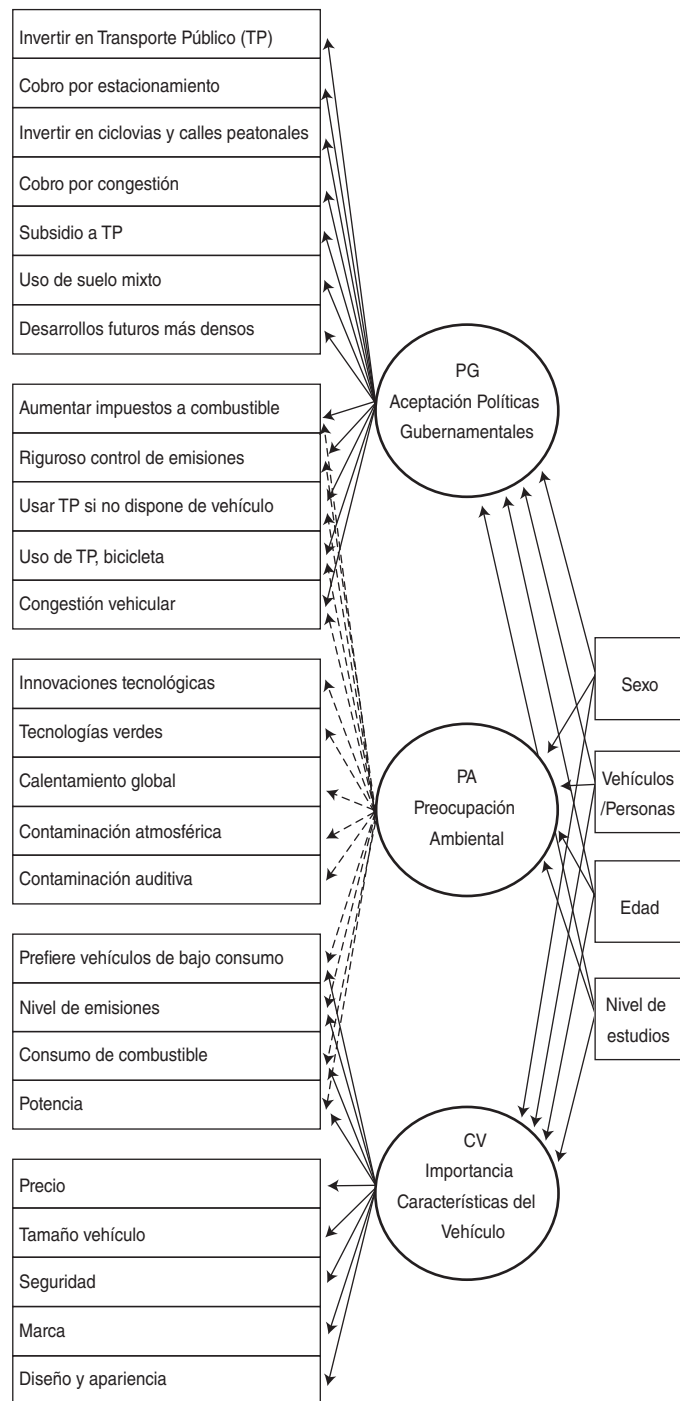 Invertir en Transporte Público (TP)
Cobro por estacionamiento
Invertir en ciclovias y calles peatonales
Cobro por congestión
Subsidio a TP
Uso de suelo mixto
Desarrollos futuros más densos
Aumentar impuestos a combustible
Riguroso control de emisiones
Usar TP si no dispone de vehículo
Uso de TP, bicicleta
Congestión vehicular
Innovaciones tecnológicas
Tecnologías verdes
Calentamiento global
Contaminación atmosférica
Contaminación auditiva
Prefiere vehículos de bajo consumo
Nivel de emisiones
Consumo de combustible
Potencia
Precio
Tamaño vehículo
Seguridad
Marca
Diseño y apariencia
PG
Aceptación Políticas
Gubernamentales
PA
Preocupación
Ambiental
CV
Importancia
Características del
Vehículo
Sexo
Vehículos
/Personas
Edad
Nivel de
estudios